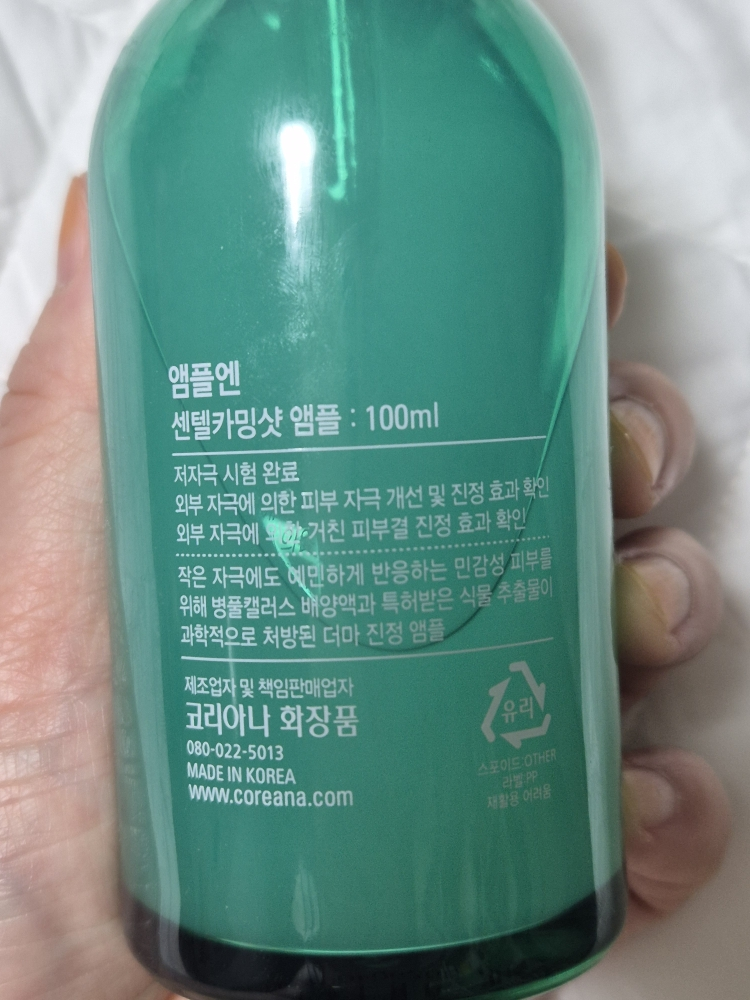 앰플엔
센텔카밍샷 앰플 : 100ml
저자극 시험 완료
외부 자극에 의한 피부 자극 개선 및 진정 효과 확인
외부 자극에 의한 거친 피부결 진정 효과 확인
작은 자극에도 예민하게 반응하는 민감성 피부를
위해 병풀캘러스 배양액과 특허받은 식물 추출물이
과학적으로 처방된 더마 진정 앰플
제조업자 및 책임판매업자
코리아나 화장품
080-022-5013
MADE IN KOREA
www.coreana.com
유리
스포이드:OTHER
라벨:PP
재활용 어려움